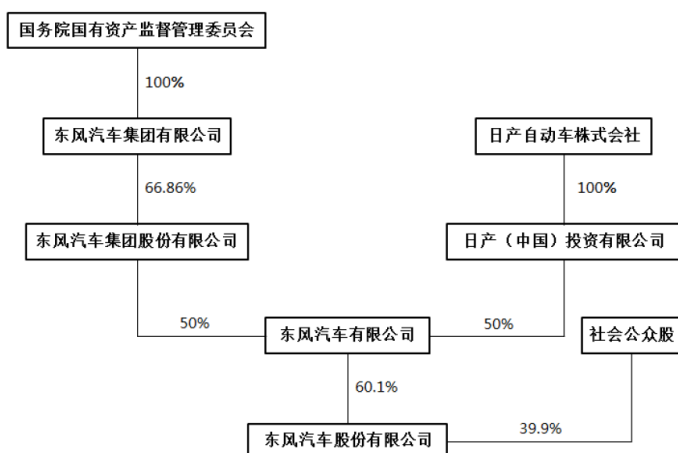 国务院国有资产监督管理委员会
100%
东风汽车集团有限公司
日产自动车株式会社
66.86%
100%
东风汽车集团股份有限公司
日产（中国）投资有限公司
50%
东风汽车有限公司
50%
社会公众股
60.1%
39.9%
东风汽车股份有限公司